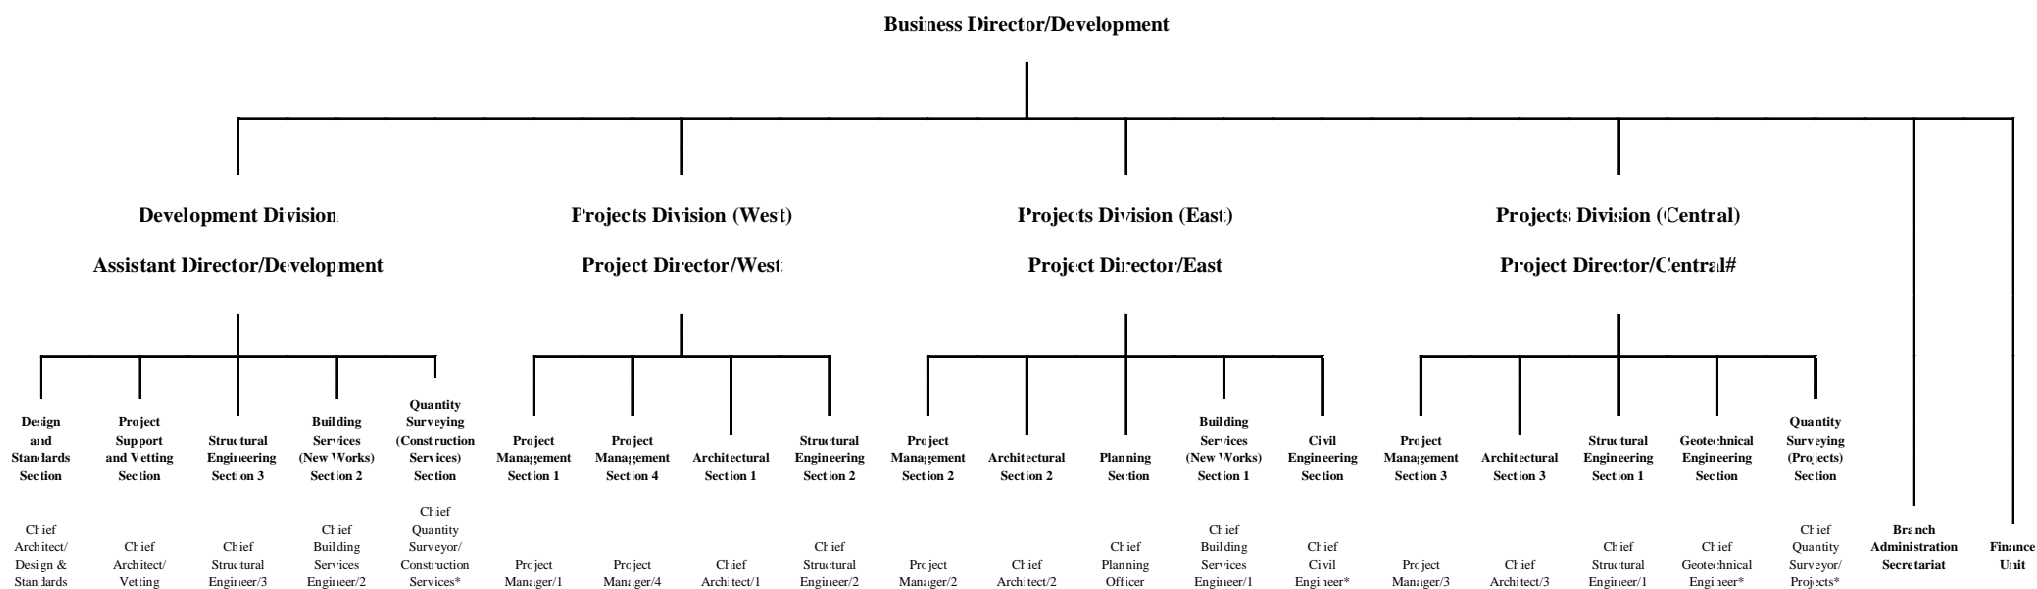 Business Director/Development
Development Division
Assistant Director/Development
Projects Division (West)
Project Director/West
Projects Division (East)
Project Director/East
Projects Division (Central)
Project Director/Central#
Design
and
Standards
Section
Project
Support
and Vetting
Section
Structural
Engineering
Section 3
Building
Services
(New Works)
Section 2
Quantity
Surveying
(Construction
Services)
Section
Project
Management
Section 1
Project
Management
Section 4
Architectural
Section 1
Structural
Engineering
Section 2
Project
Management
Section 2
Architectural
Section 2
Planning
Section
Building
Services
(New Works)
Section 1
Civil
Engineering
Section
Project
Management
Section 3
Architectural
Section 3
Structural
Engineering
Section 1
Geotechnical
Engineering
Section
Quantity
Surveying
(Projects)
Section
Chief
Architect/
Design &
Standards
Chief
Architect/
Vetting
Chief
Structural
Engineer/3
Chief
Building
Services
Engineer/2
Chief
Quantity
Surveyor/
Construction
Services*
Project
Manager/1
Project
Manager/4
Chief
Architect/1
Chief
Structural
Engineer/2
Project
Manager/2
Chief
Architect/2
Chief
Planning
Officer
Chief
Building
Services
Engineer/1
Chief
Civil
Engineer*
Project
Manager/3
Chief
Architect/3
Chief
Structural
Engineer/1
Chief
Geotechnical
Engineer*
Chief
Quantity
Surveyor/
Projects*
Branch
Administration
Secretariat
Finance
Unit